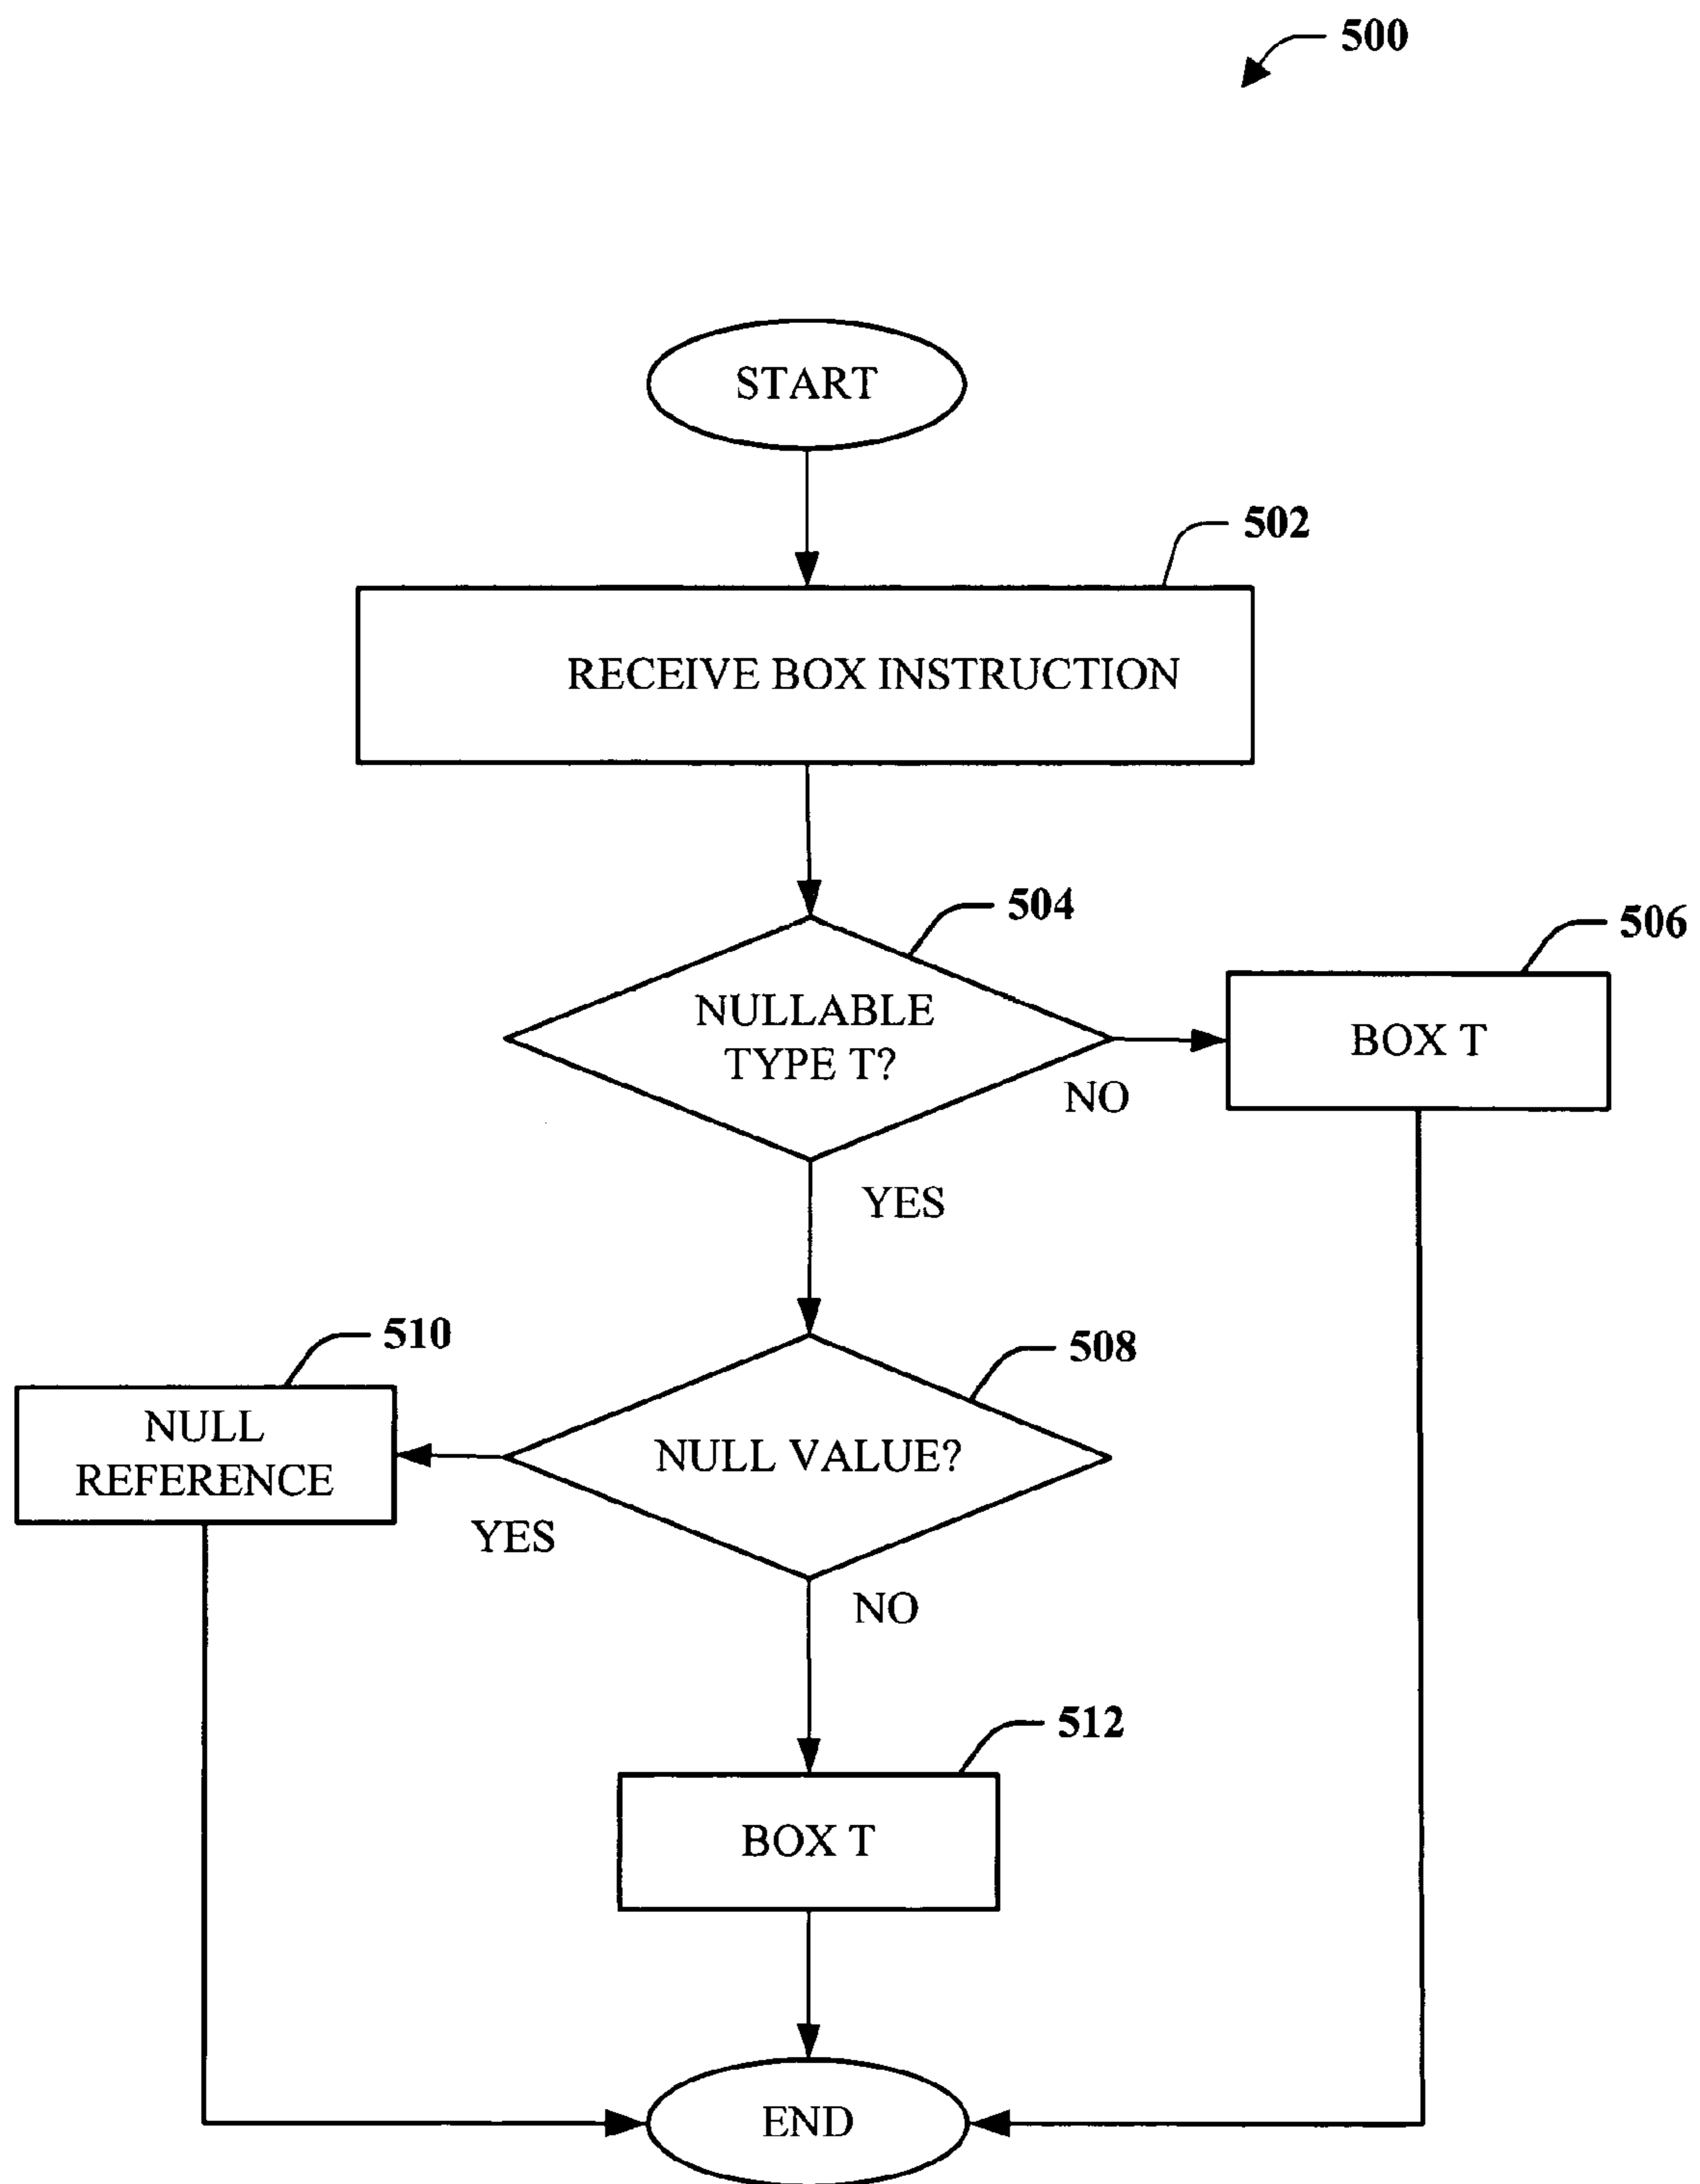 500
START
502
RECEIVE BOX INSTRUCTION
504
506
NULLABLE
TYPE T?
BOX T
NO
YES
510
508
NULL
REFERENCE
NULL VALUE?
YES
NO
512
BOX T
END